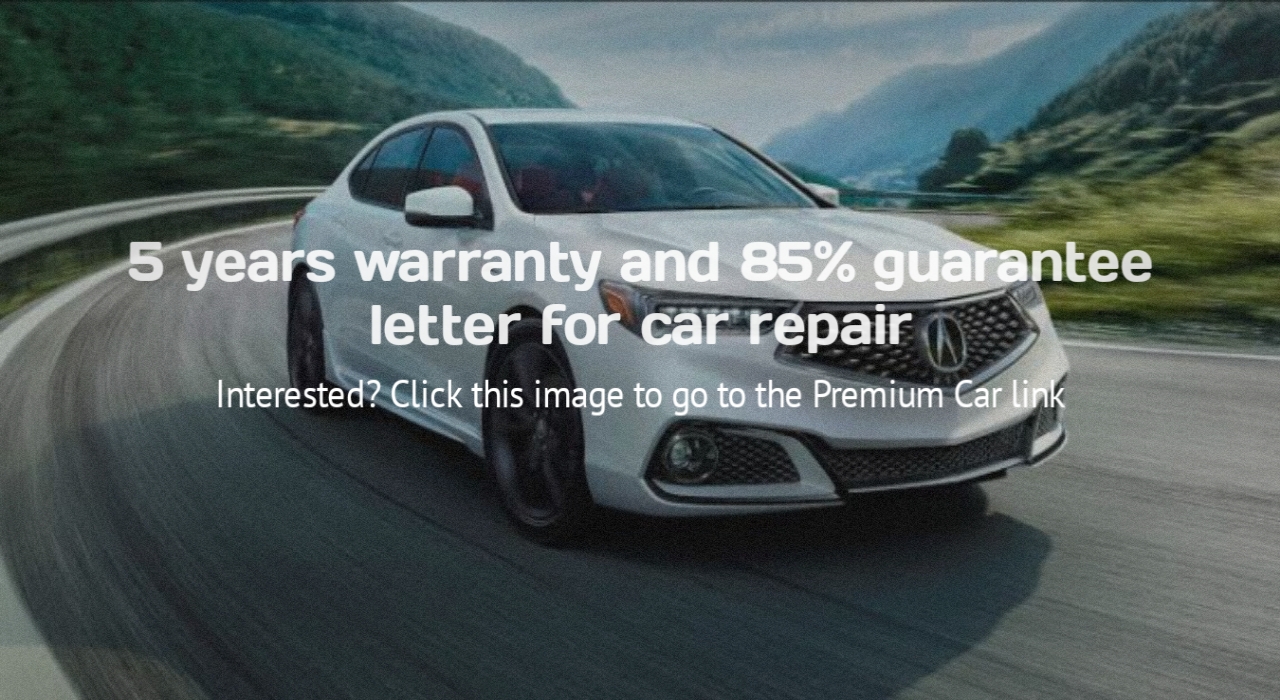 5 years warranty and 85% guarantee
letter for car repair
Interested? Click this image to go to the Premium Car link